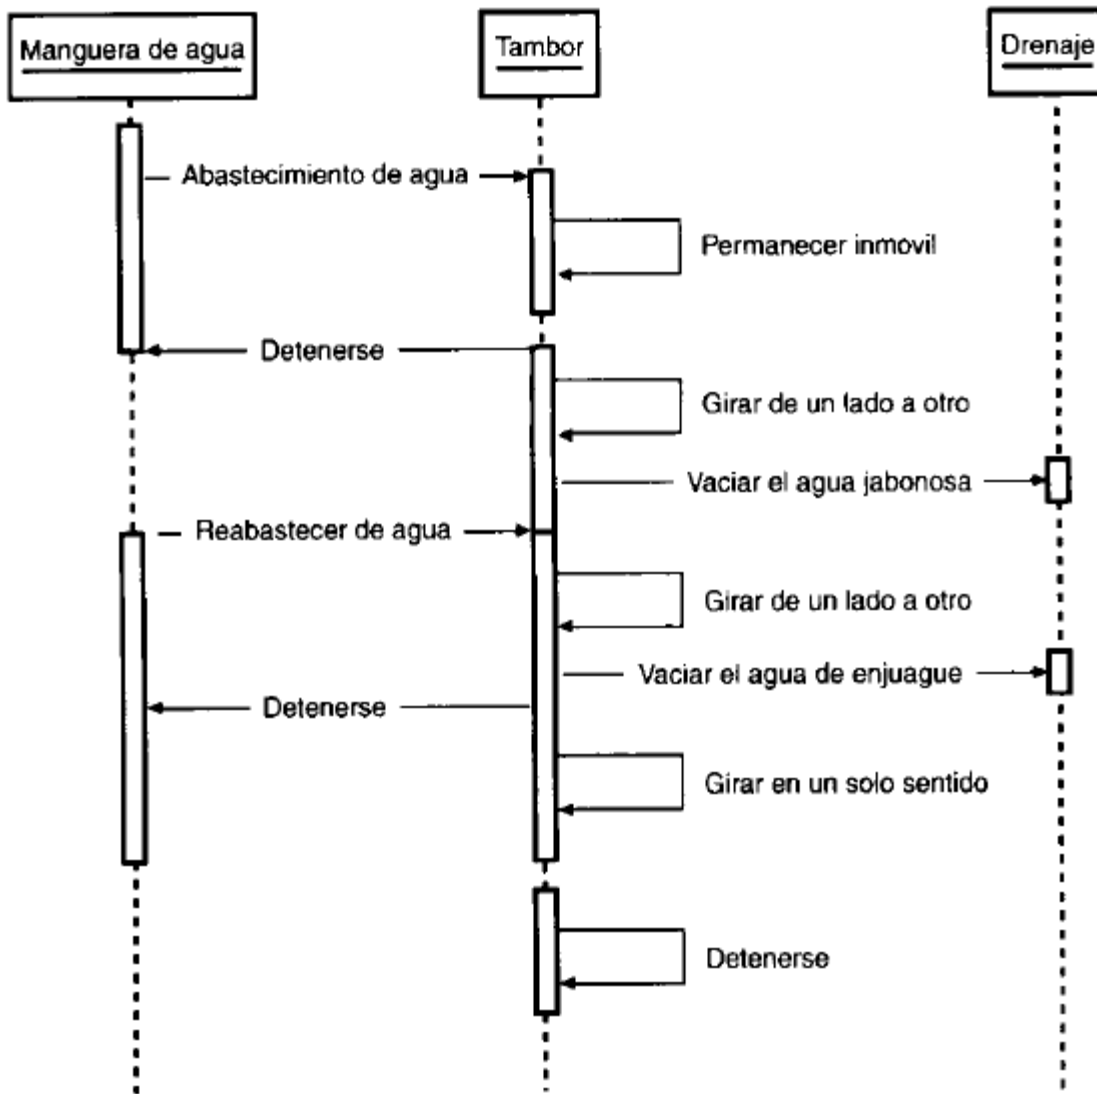 Manguera de agua
Tambor
Drenaje
Abastecimiento de agua
Permanecer inmovil
Detenerse
Girar de un lado a otro
Vaciar el agua jabonosa
Reabastecer de agua
Girar de un lado a otro
Vaciar el agua de enjuague
Detenerse
Girar en un solo sentido
Detenerse